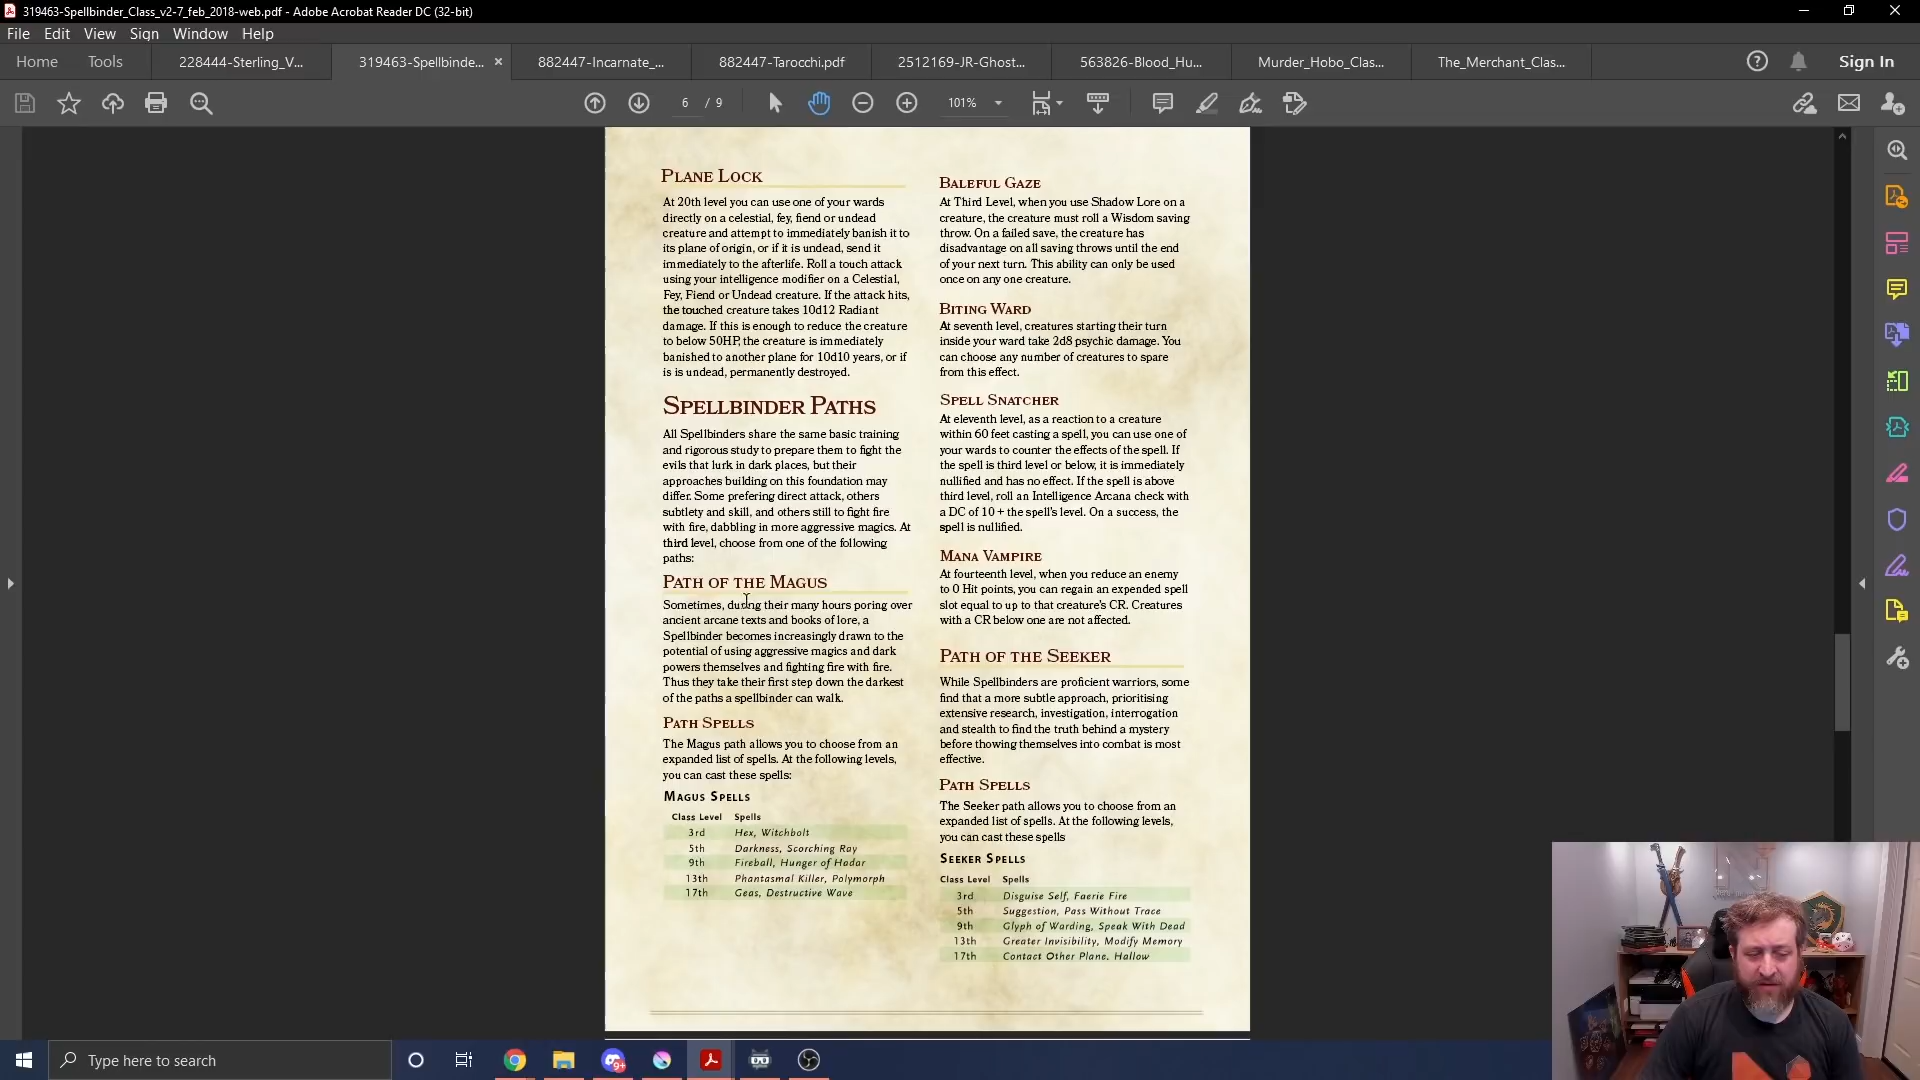 319463-Spellbinder_Class_v2-7_feb_2018-web.pdf - Adobe Acrobat Reader DC (32-bit)
File Edit View Sign Window Help
Home Tools 228444-Sterling_V... 319463-Spellbinde... 882447-Incarnate_... 882447-Tarocchi.pdf 2512169-JR-Ghost... 563826-Blood_Hu... Murder_Hobo_Clas... The_Merchant_Clas... Sign In
6 / 9 101%
Plane Lock
At 20th level you can use one of your wards
directly on a celestial, fey, fiend or undead
creature and attempt to immediately banish it to
its plane of origin, or if it is undead, send it
immediately to the afterlife. Roll a touch attack
using your intelligence modifier on a Celestial,
Fey, Fiend or Undead creature. If the attack hits,
the touched creature takes 10d12 Radiant
damage. If this is enough to reduce the creature
to below 50HP, the creature is immediately
banished to another plane for 10d10 years, or if
is is undead, permanently destroyed.
Spellbinder Paths
All Spellbinders share the same basic training
and rigorous study to prepare them to fight the
evils that lurk in dark places, but their
approaches building on this foundation may
differ. Some prefering direct attack, others
subtlety and skill, and others still to fight fire
with fire, dabbling in more aggressive magics. At
third level, choose from one of the following
paths:
Path of the Magus
Sometimes, during their many hours poring over
ancient arcane texts and books of lore, a
Spellbinder becomes increasingly drawn to the
potential of using aggressive magics and dark
powers themselves and fighting fire with fire.
Thus they take their first step down the darkest
of the paths a spellbinder can walk.
Path Spells
The Magus path allows you to choose from an
expanded list of spells. At the following levels,
you can cast these spells:
Magus Spells
Class Level Spells
3rd Hex, Witchbolt
5th Darkness, Scorching Ray
9th Fireball, Hunger of Hadar
13th Phantasmal Killer, Polymorph
17th Geas, Destructive Wave
Baleful Gaze
At Third Level, when you use Shadow Lore on a
creature, the creature must roll a Wisdom saving
throw. On a failed save, the creature has
disadvantage on all saving throws until the end
of your next turn. This ability can only be used
once on any one creature.
Biting Ward
At seventh level, creatures starting their turn
inside your ward take 2d8 psychic damage. You
can choose any number of creatures to spare
from this effect.
Spell Snatcher
At eleventh level, as a reaction to a creature
within 60 feet casting a spell, you can use one of
your wards to counter the effects of the spell. If
the spell is third level or below, it is immediately
nullified and has no effect. If the spell is above
third level, roll an Intelligence Arcana check with
a DC of 10 + the spell's level. On a success, the
spell is nullified.
Mana Vampire
At fourteenth level, when you reduce an enemy
to 0 Hit points, you can regain an expended spell
slot equal to up to that creature's CR. Creatures
with a CR below one are not affected.
Path of the Seeker
While Spellbinders are proficient warriors, some
find that a more subtle approach, prioritising
extensive research, investigation, interrogation
and stealth to find the truth behind a mystery
before thowing themselves into combat is most
effective.
Path Spells
The Seeker path allows you to choose from an
expanded list of spells. At the following levels,
you can cast these spells
Seeker Spells
Class Level Spells
3rd Disguise Self, Faerie Fire
5th Suggestion, Pass Without Trace
9th Glyph of Warding, Speak With Dead
13th Greater Invisibility, Modify Memory
17th Contact Other Plane, Hallow
Type here to search
9+